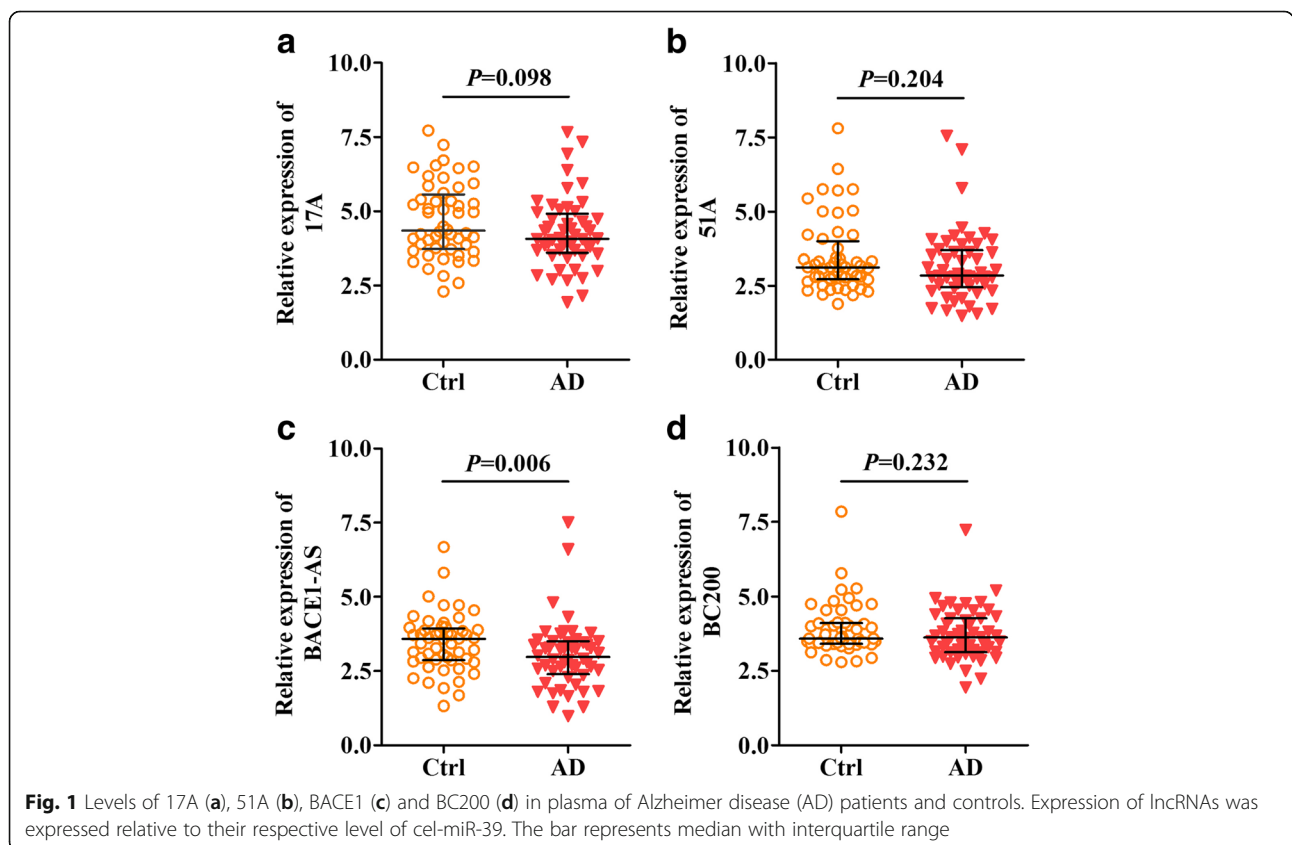 a
10.0
7.5
5.0
2.5
0.0
Relative expression of
17A
P=0.098
Ctrl
AD
b
10.0
7.5
5.0
2.5
0.0
Relative expression of
51A
P=0.204
Ctrl
AD
c
10.0
7.5
5.0
2.5
0.0
Relative expression of
BACE1-AS
P=0.006
Ctrl
AD
d
10.0
7.5
5.0
2.5
0.0
Relative expression of
BC200
P=0.232
Ctrl
AD
Fig. 1 Levels of 17A (a), 51A (b), BACE1 (c) and BC200 (d) in plasma of Alzheimer disease (AD) patients and controls. Expression of lncRNAs was
expressed relative to their respective level of cel-miR-39. The bar represents median with interquartile range